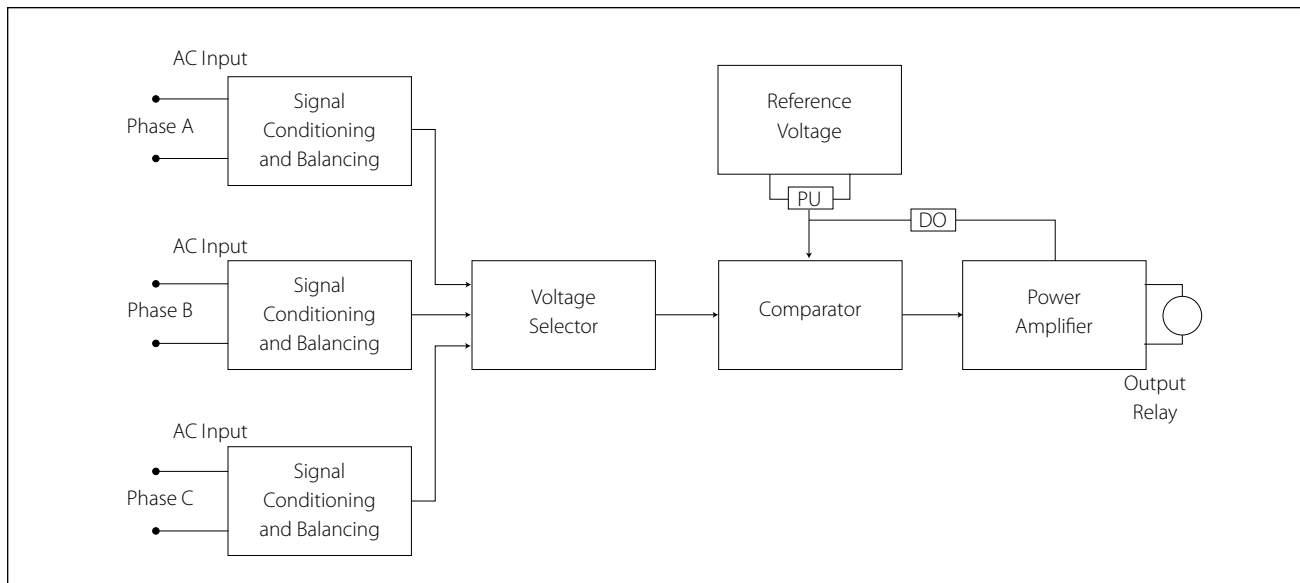 AC Input
Phase A
Signal
Conditioning
and Balancing
Reference
Voltage
PU
DO
AC Input
Phase B
Signal
Conditioning
and Balancing
Voltage
Selector
Comparator
Power
Amplifier
Output
Relay
AC Input
Phase C
Signal
Conditioning
and Balancing